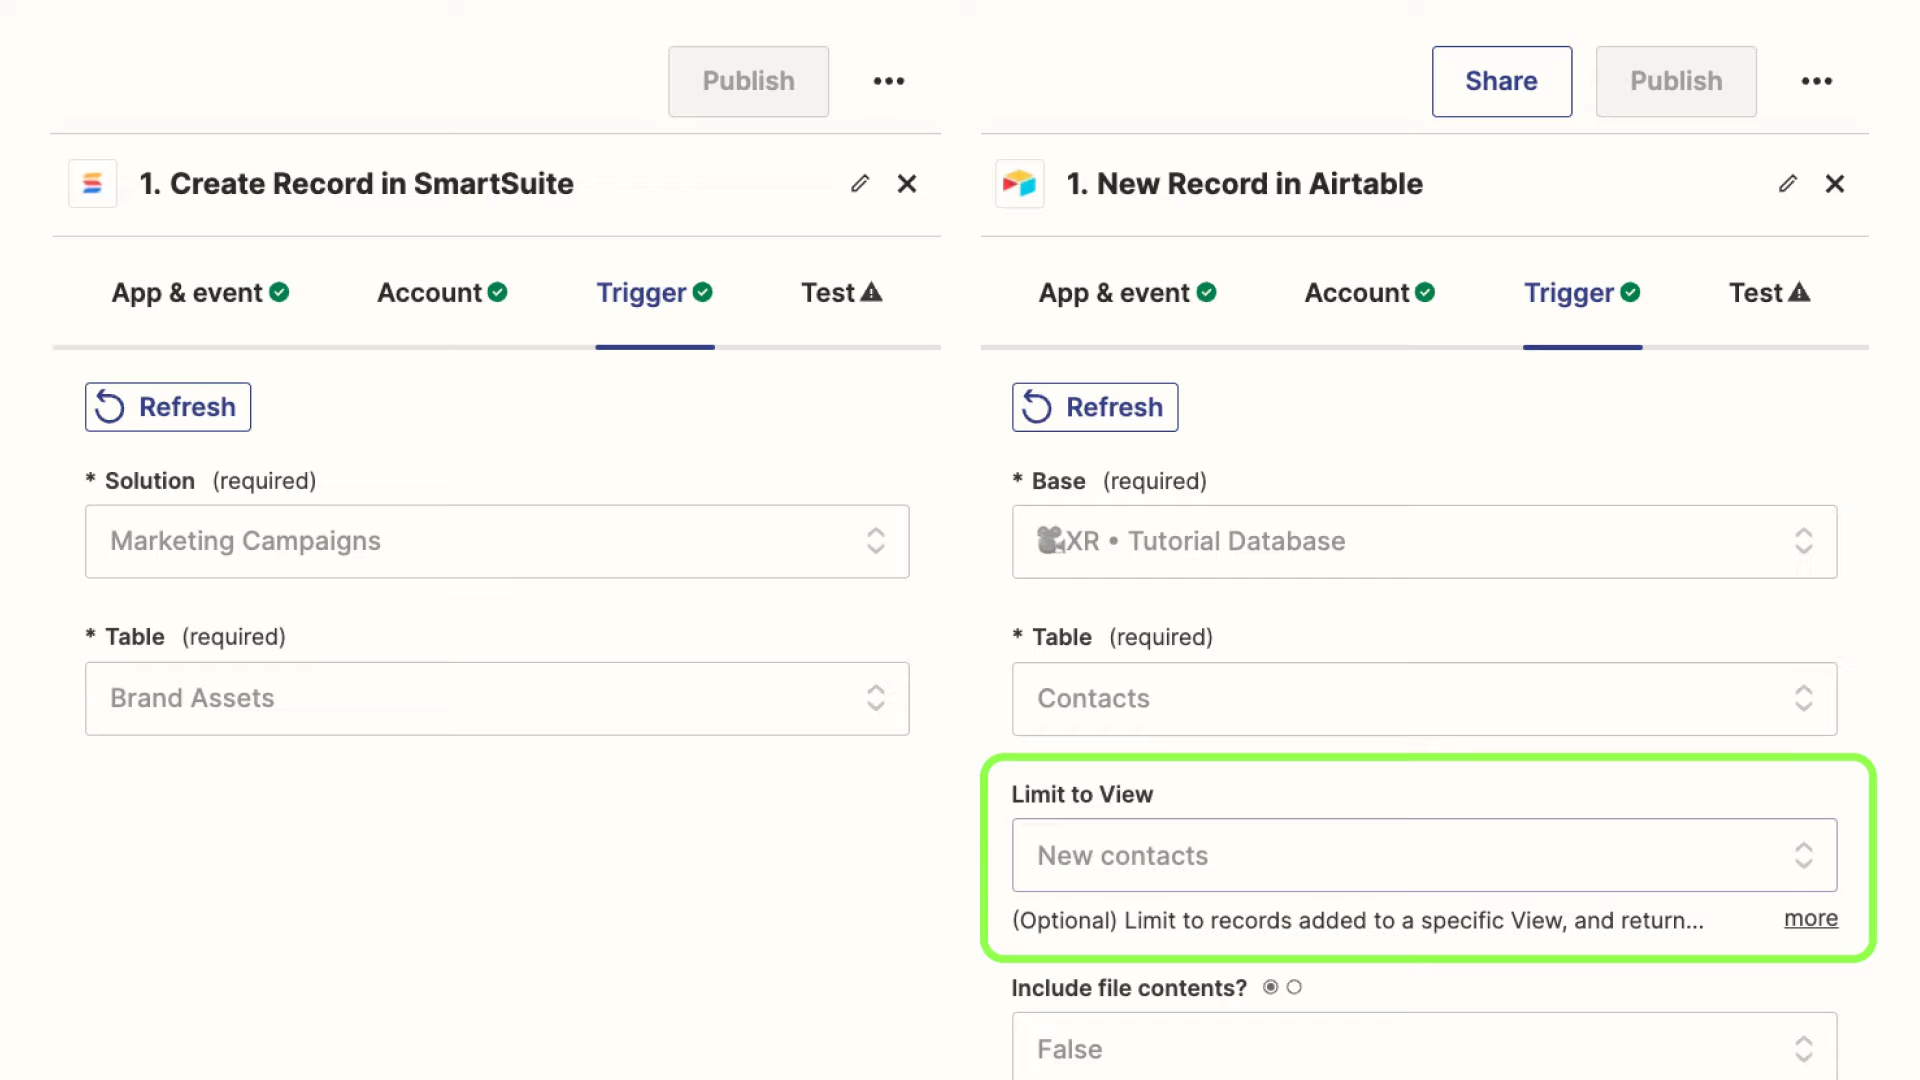 Publish
1. Create Record in SmartSuite
App & event
Account
Trigger
Test
Refresh
* Solution (required)
Marketing Campaigns
* Table (required)
Brand Assets
Share
Publish
1. New Record in Airtable
App & event
Account
Trigger
Test
Refresh
* Base (required)
XR • Tutorial Database
* Table (required)
Contacts
Limit to View
New contacts
(Optional) Limit to records added to a specific View, and return... more
Include file contents?
False